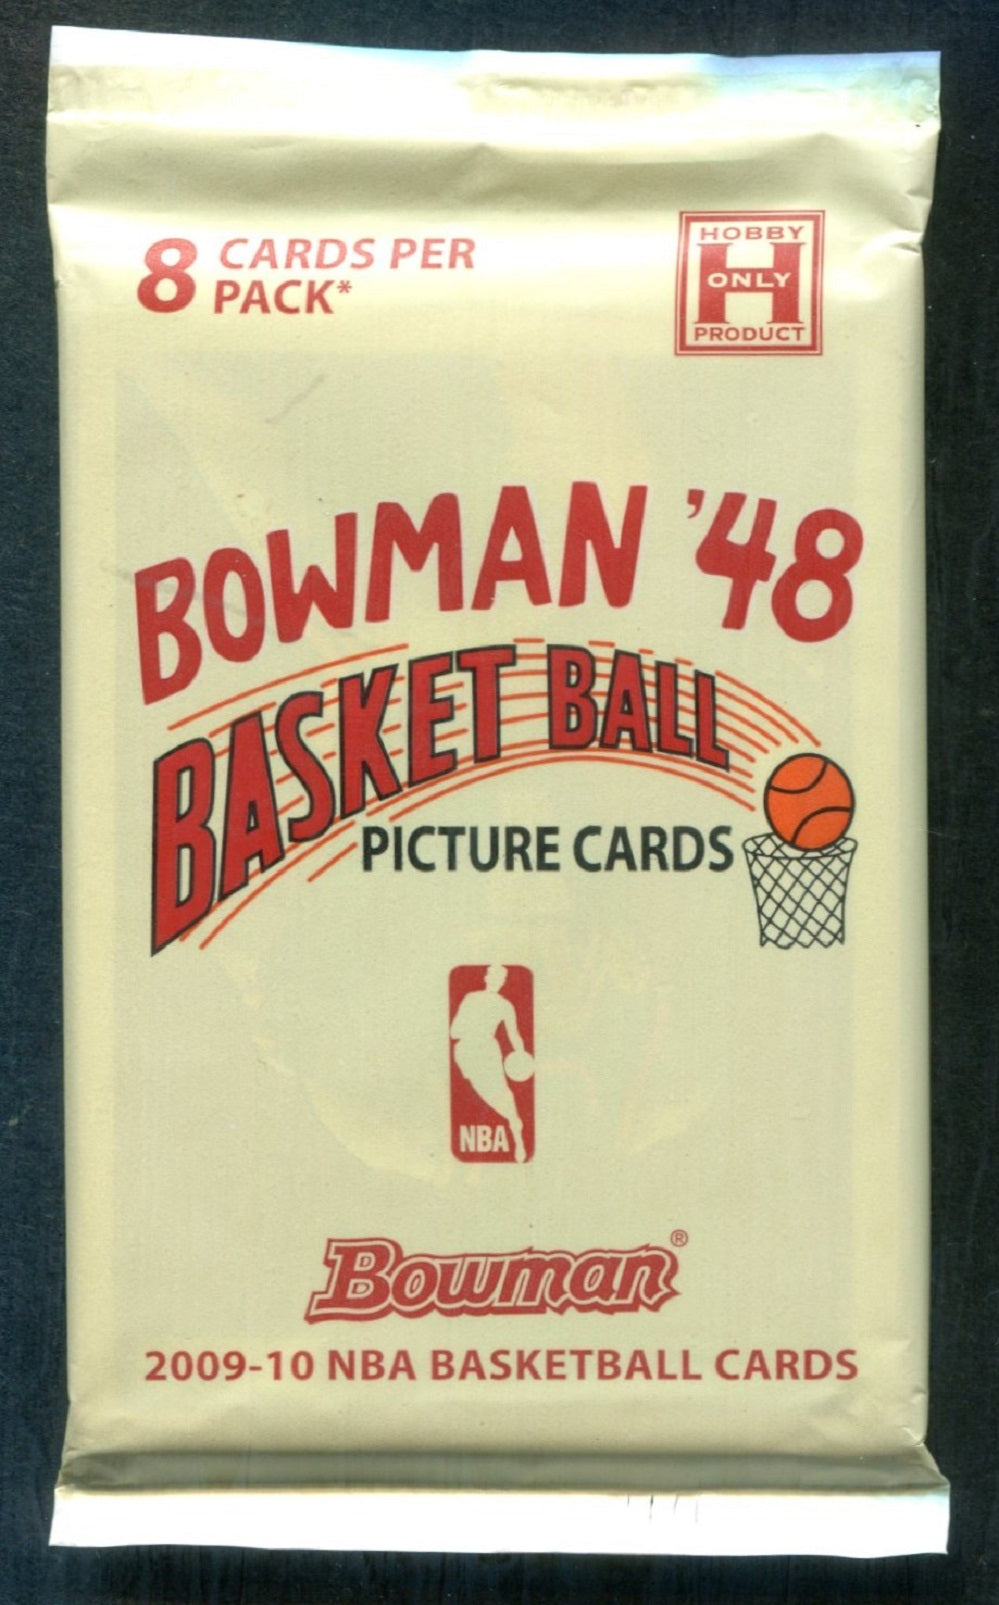 8 CARDS PER
PACK*
HOBBY
H
ONLY
PRODUCT
BOWMAN '48
BASKET BALL
PICTURE CARDS
NBA
Bowman®
2009-10 NBA BASKETBALL CARDS